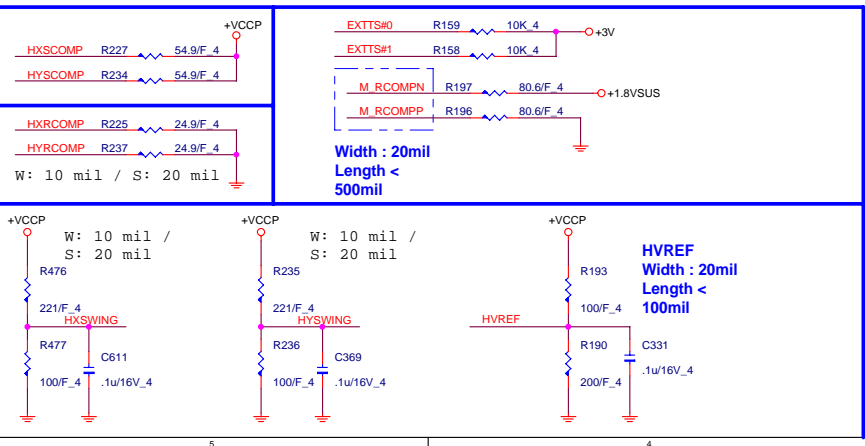 +VCCP
HXSCOMP R227 54.9/F_4
HYSCOMP R234 54.9/F_4
HXRCOMP R225 24.9/F_4
HYRCOMP R237 24.9/F_4
W: 10 mil / S: 20 mil
EXTTS#0 R159 10K_4 +3V
EXTTS#1 R158 10K_4
M_RCOMPN R197 80.6/F_4 +1.8VSUS
M_RCOMPP R196 80.6/F_4
Width : 20mil
Length <
500mil
+VCCP
W: 10 mil /
S: 20 mil
R476
221/F_4
HXSWING
R477
100/F_4
C611
.1u/16V_4
+VCCP
W: 10 mil /
S: 20 mil
R235
221/F_4
HYSWING
R236
100/F_4
C369
.1u/16V_4
+VCCP
R193
100/F_4
HVREF
R190
200/F_4
C331
.1u/16V_4
HVREF
Width : 20mil
Length <
100mil
5
4